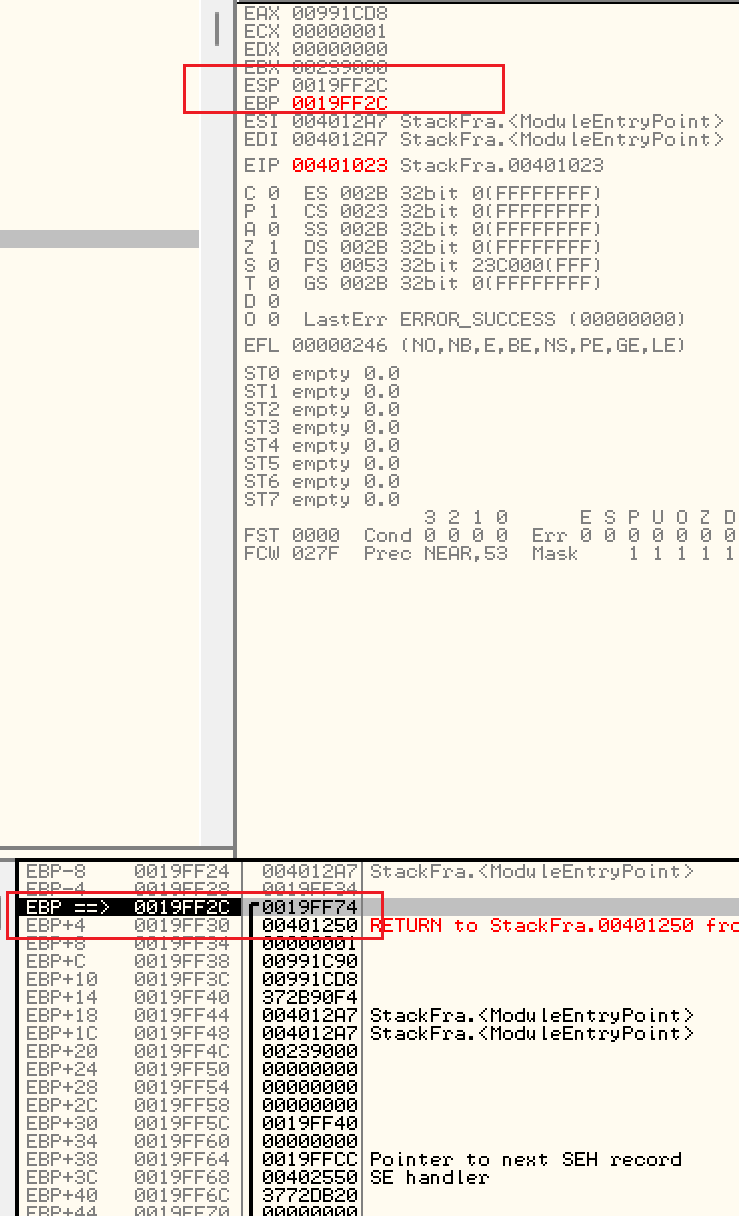 EAX 00991CD8
ECX 00000001
EDX 00000000
EBX 00239000
ESP 0019FF2C
EBP 0019FF2C
ESI 004012A7 StackFra.<ModuleEntryPoint>
EDI 004012A7 StackFra.<ModuleEntryPoint>
EIP 00401023 StackFra.00401023
C 0 ES 002B 32bit 0(FFFFFFFF)
P 1 CS 0023 32bit 0(FFFFFFFF)
A 0 SS 002B 32bit 0(FFFFFFFF)
Z 1 DS 002B 32bit 0(FFFFFFFF)
S 0 FS 0053 32bit 23C000(FFF)
T 0 GS 002B 32bit 0(FFFFFFFF)
D 0
O 0 LastErr ERROR_SUCCESS (00000000)
EFL 00000246 (NO,NB,E,BE,NS,PE,GE,LE)
ST0 empty 0.0
ST1 empty 0.0
ST2 empty 0.0
ST3 empty 0.0
ST4 empty 0.0
ST5 empty 0.0
ST6 empty 0.0
ST7 empty 0.0
3 2 1 0 E S P U O Z D
FST 0000 Cond 0 0 0 0 Err 0 0 0 0 0 0 0
FCW 027F Prec NEAR,53 Mask 1 1 1 1 1
EBP-8 0019FF24 004012A7 StackFra.<ModuleEntryPoint>
EBP-4 0019FF28 0019FF34
EBP ==> 0019FF2C 0019FF74
EBP+4 0019FF30 00401250 RETURN to StackFra.00401250 fro
EBP+8 0019FF34 00000001
EBP+C 0019FF38 00991C90
EBP+10 0019FF3C 00991CD8
EBP+14 0019FF40 372B90F4
EBP+18 0019FF44 004012A7 StackFra.<ModuleEntryPoint>
EBP+1C 0019FF48 004012A7 StackFra.<ModuleEntryPoint>
EBP+20 0019FF4C 00239000
EBP+24 0019FF50 00000000
EBP+28 0019FF54 00000000
EBP+2C 0019FF58 00000000
EBP+30 0019FF5C 0019FF40
EBP+34 0019FF60 00000000
EBP+38 0019FF64 0019FFCC Pointer to next SEH record
EBP+3C 0019FF68 00402550 SE handler
EBP+40 0019FF6C 3772DB20
EBP+44 0019FF70 00000000